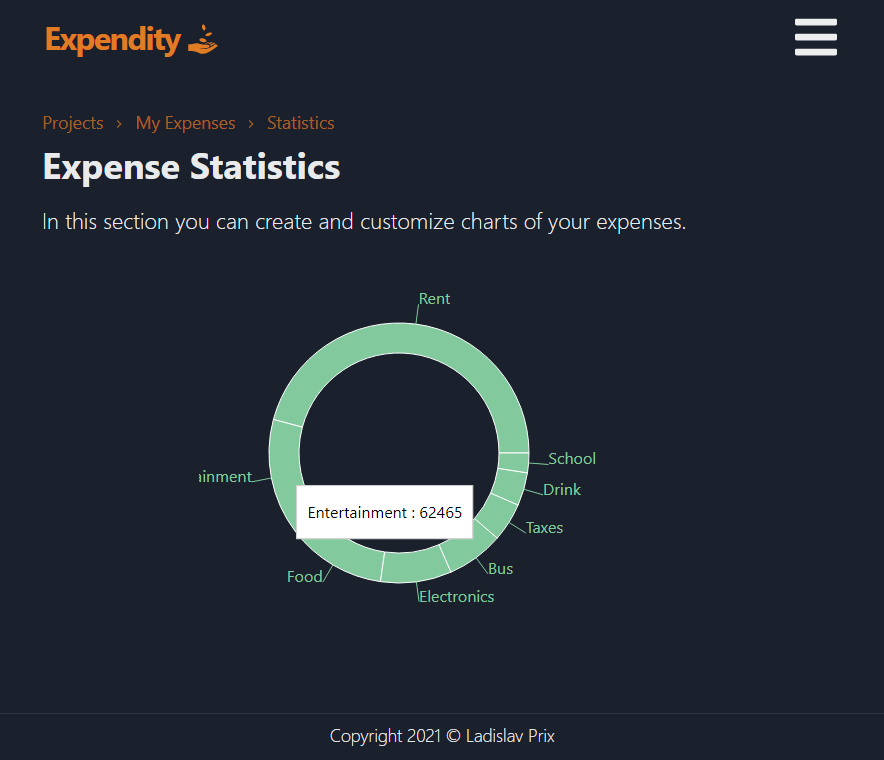 Expendity
Projects › My Expenses › Statistics
Expense Statistics
In this section you can create and customize charts of your expenses.
Rent
School
ainment
Drink
Entertainment : 62465
Taxes
Bus
Food
Electronics
Copyright 2021 © Ladislav Prix